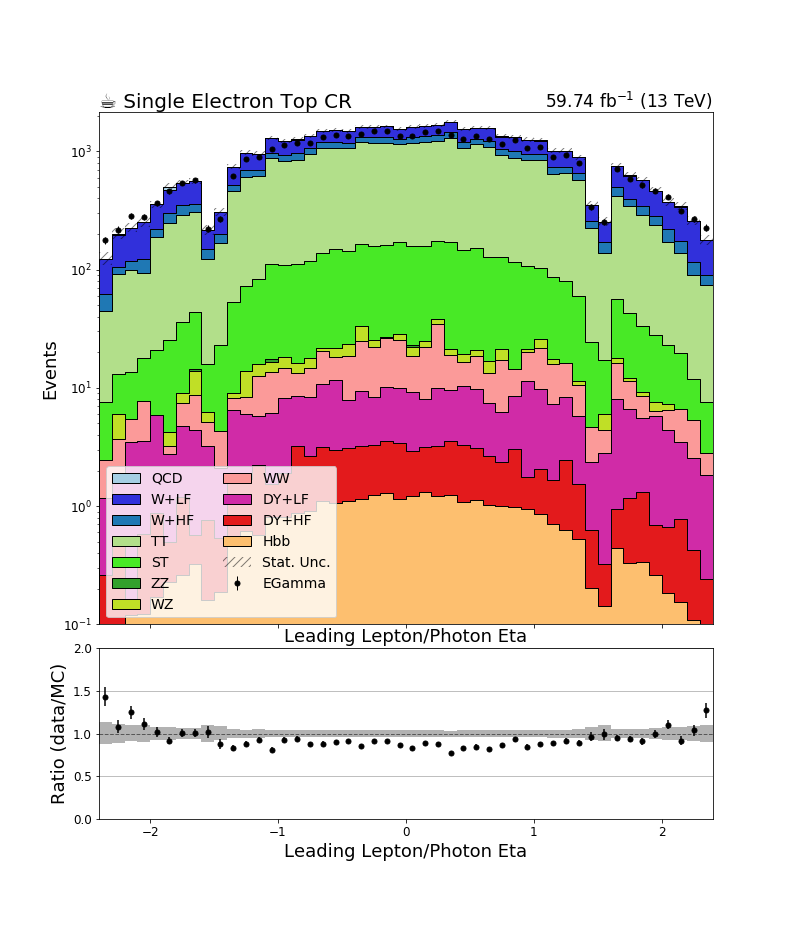 ☕ Single Electron Top CR
59.74 fb⁻¹ (13 TeV)
Events
10³
10²
10¹
10⁰
10⁻¹
QCD
W+LF
W+HF
TT
ST
ZZ
WZ
WW
DY+LF
DY+HF
Hbb
Stat. Unc.
EGamma
Leading Lepton/Photon Eta
Ratio (data/MC)
2.0
1.5
1.0
0.5
0.0
−2 −1 0 1 2
Leading Lepton/Photon Eta